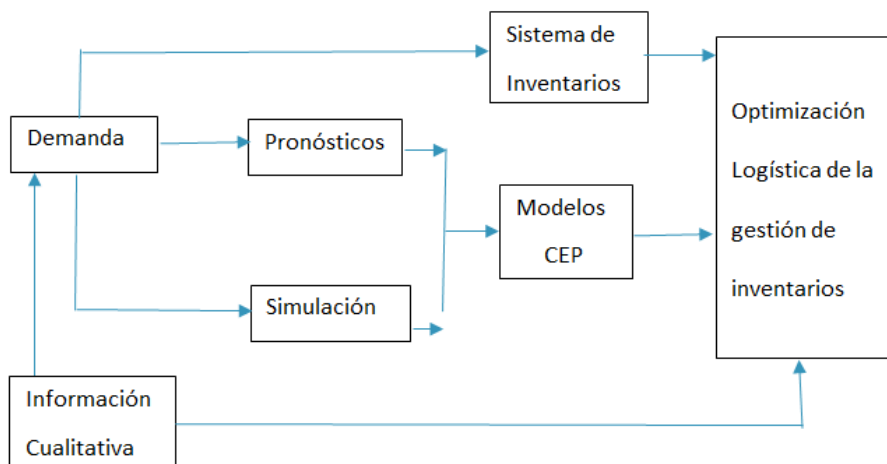 Sistema de
Inventarios
Optimización
Logística de la
gestión de
inventarios
Demanda
Pronósticos
Modelos
CEP
Simulación
Información
Cualitativa